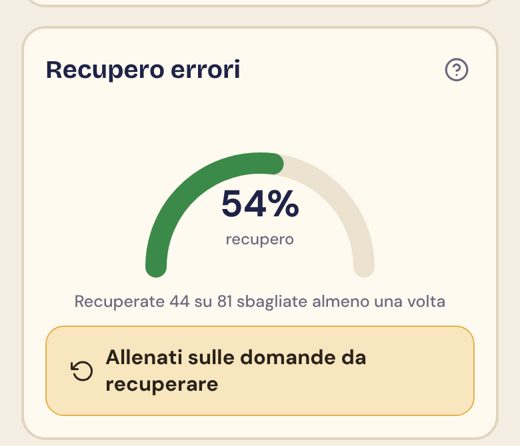 Recupero errori
54%
recupero
Recuperate 44 su 81 sbagliate almeno una volta
Allenati sulle domande da
recuperare